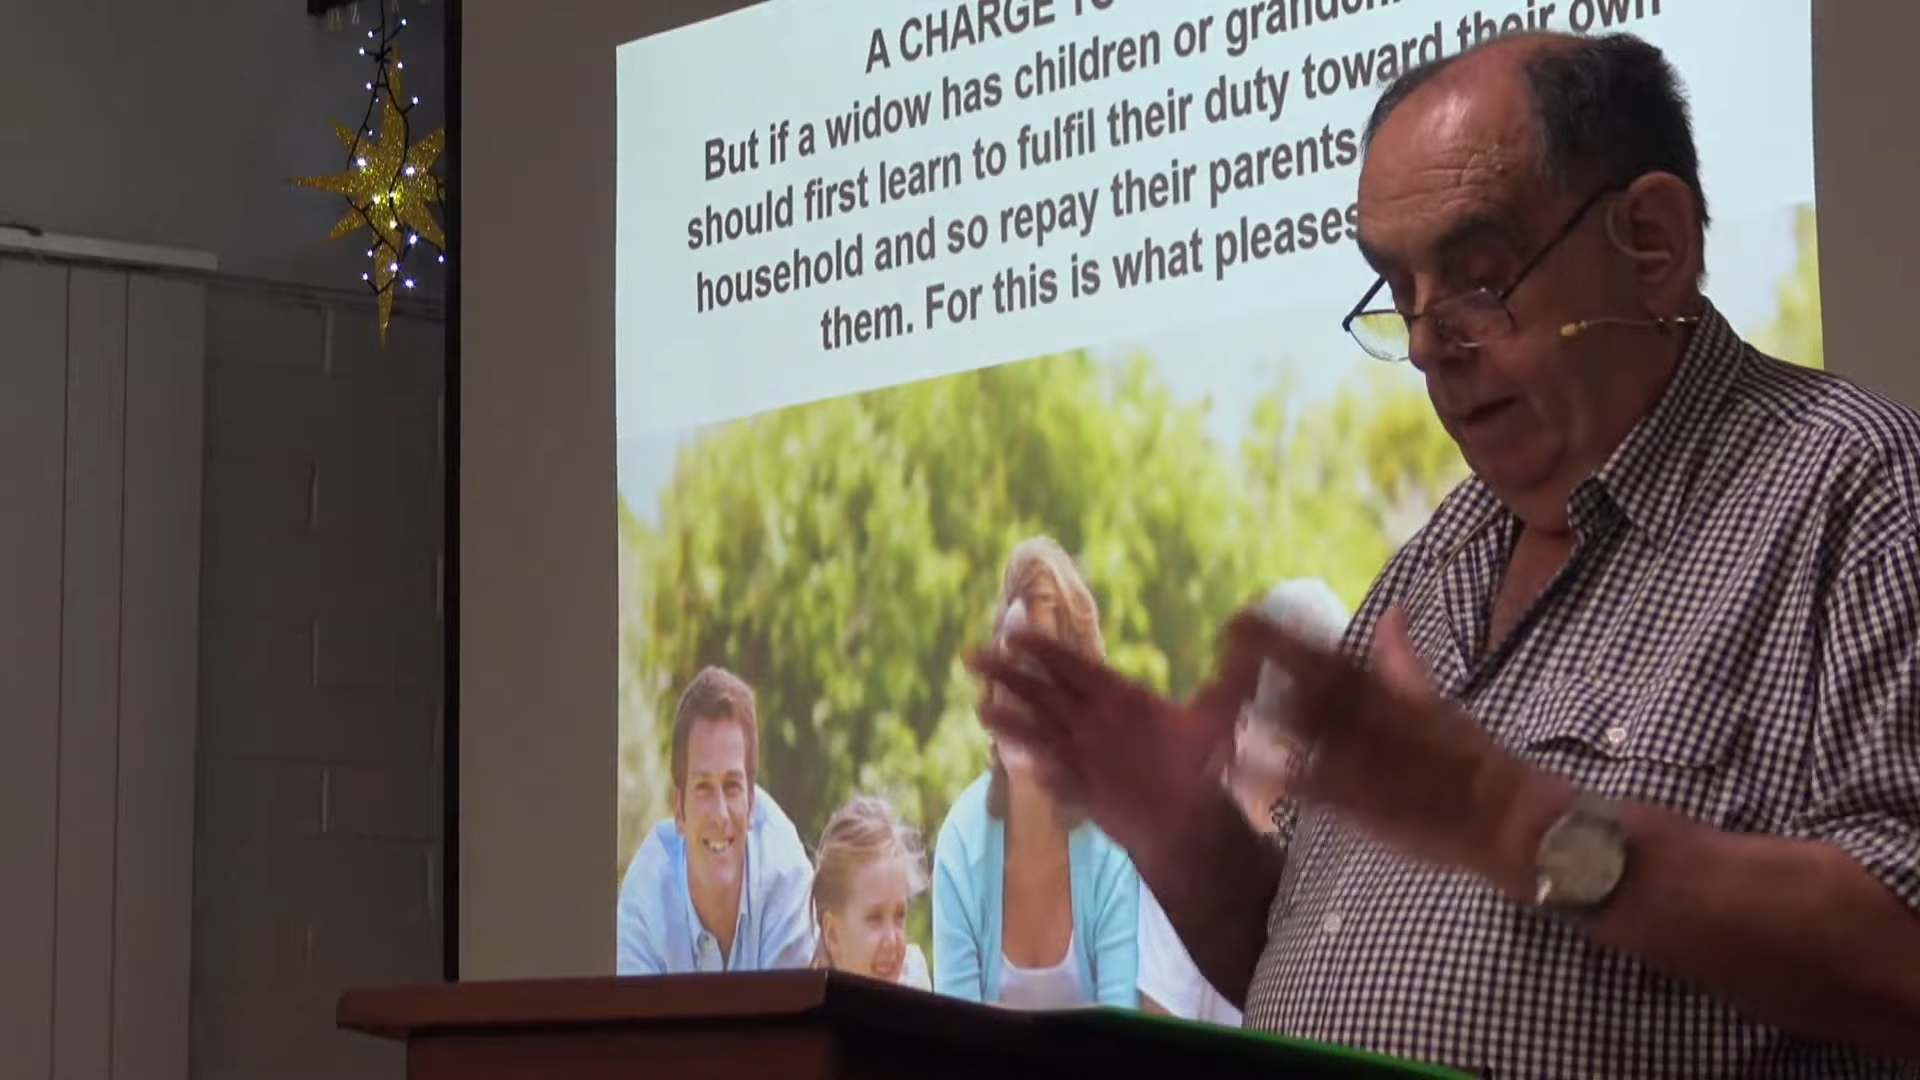 A CHARGE
But if a widow has children or
should first learn to fulfil their duty toward their own
household and so repay their parents
them. For this is what pleases